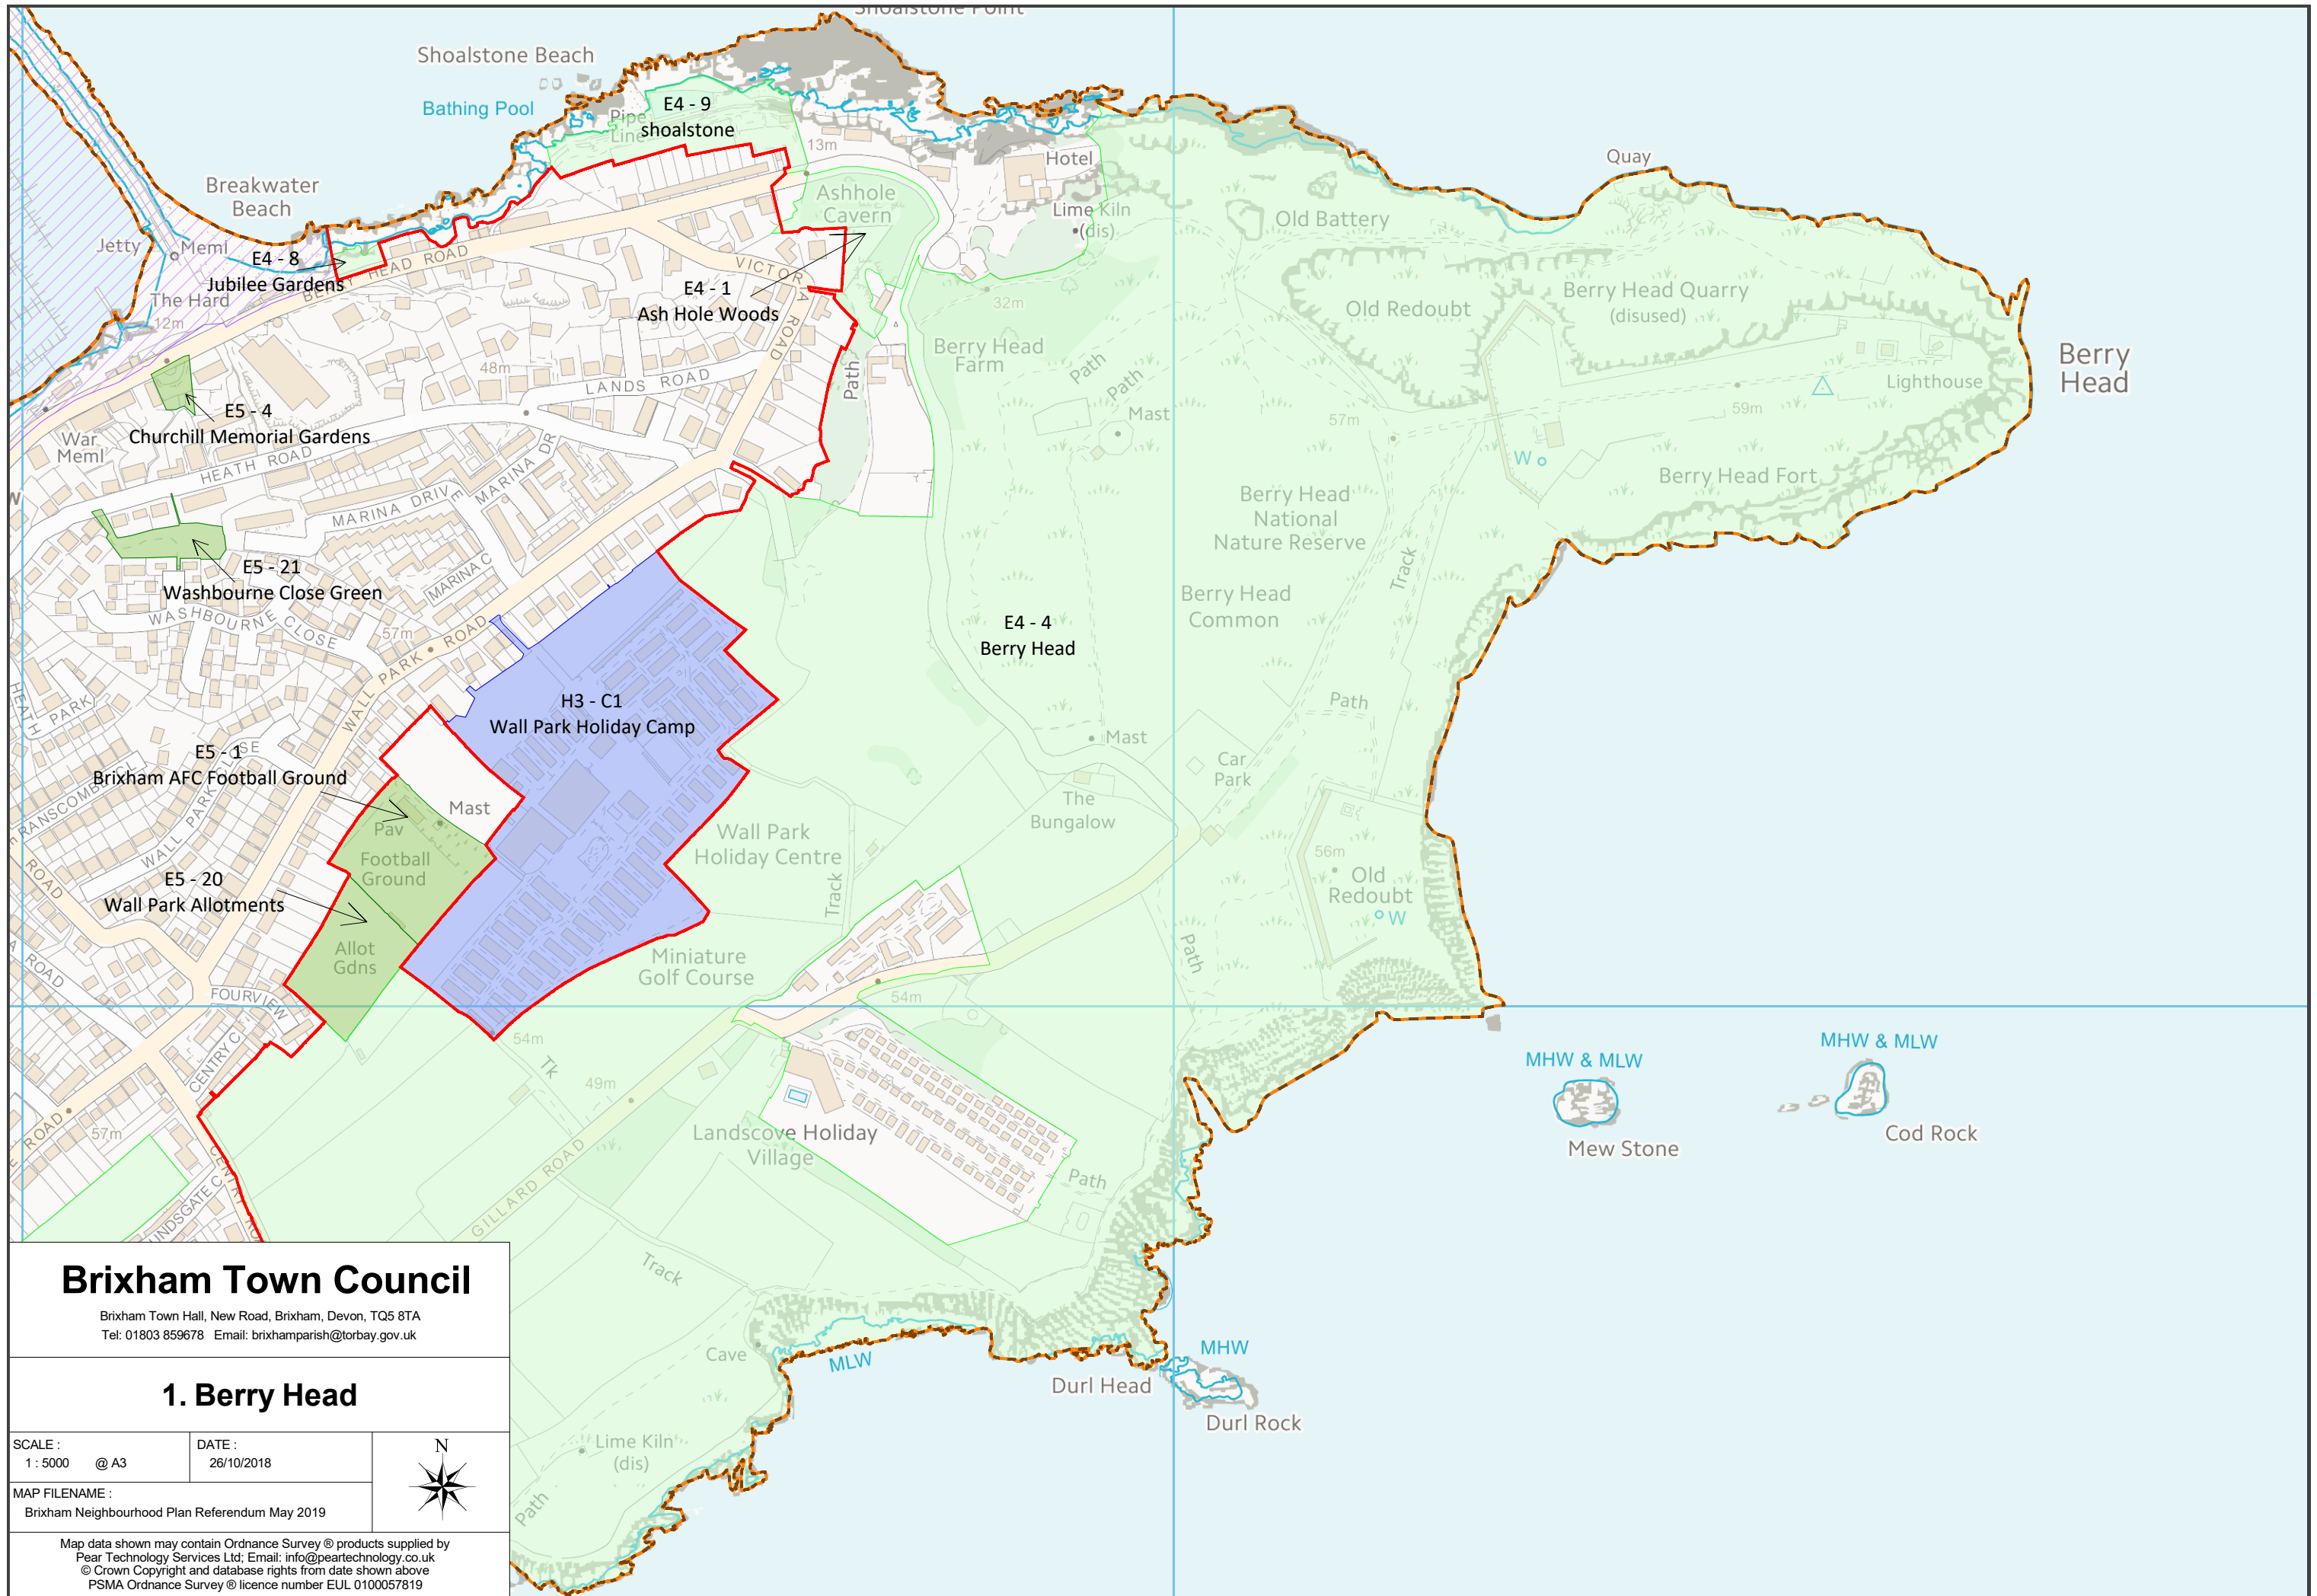 Shoalstone Point
Shoalstone Beach
Bathing Pool
E4 - 9
shoalstone
Pipe
Line
13m
Hotel
Quay
Breakwater
Beach
Ashhole
Cavern
Lime Kiln
(dis)
Old Battery
Jetty
Meml
E4 - 8
Jubilee Gardens
BERRY HEAD ROAD
VICTORIA ROAD
E4 - 1
Ash Hole Woods
The Hard
12m
32m
Old Redoubt
Berry Head Quarry
(disused)
Berry
Head
Berry Head
Farm
Path
Path
Path
48m
LANDS ROAD
Lighthouse
59m
Mast
57m
E5 - 4
Churchill Memorial Gardens
War
Meml
HEATH ROAD
W
Berry Head Fort
MARINA DRIVE
MARINA DR
Berry Head
National
Nature Reserve
E5 - 21
Washbourne Close Green
MARINA C
Track
WASHBOURNE CLOSE
57m
Berry Head
Common
E4 - 4
Berry Head
WALL PARK ROAD
HEATH PARK
H3 - C1
Wall Park Holiday Camp
Path
Mast
E5 - 1
Brixham AFC Football Ground
Car
Park
RANSCOMBE CL
WALL PARK CLOSE
Mast
Pav
The
Bungalow
Wall Park
Holiday Centre
Football
Ground
56m
Old
Redoubt
W
E5 - 20
Wall Park Allotments
Track
ROAD
Allot
Gdns
Path
Miniature
Golf Course
ROAD
FOURVIEW
54m
54m
CENTRY C
Tk
49m
MHW & MLW
MHW & MLW
Mew Stone
Cod Rock
ROAD
57m
Landscove Holiday
Village
Path
CENTRY RO
UNDSGATE C
GILLARD ROAD
Track
Brixham Town Council
Brixham Town Hall, New Road, Brixham, Devon, TQ5 8TA
Tel: 01803 859678 Email: brixhamparish@torbay.gov.uk
Cave
MLW
MHW
Durl Head
Durl Rock
1. Berry Head
SCALE :
1 : 5000 @ A3
DATE :
26/10/2018
N
Lime Kiln
(dis)
MAP FILENAME :
Brixham Neighbourhood Plan Referendum May 2019
Path
Map data shown may contain Ordnance Survey ® products supplied by
Pear Technology Services Ltd; Email: info@peartechnology.co.uk
© Crown Copyright and database rights from date shown above
PSMA Ordnance Survey ® licence number EUL 0100057819